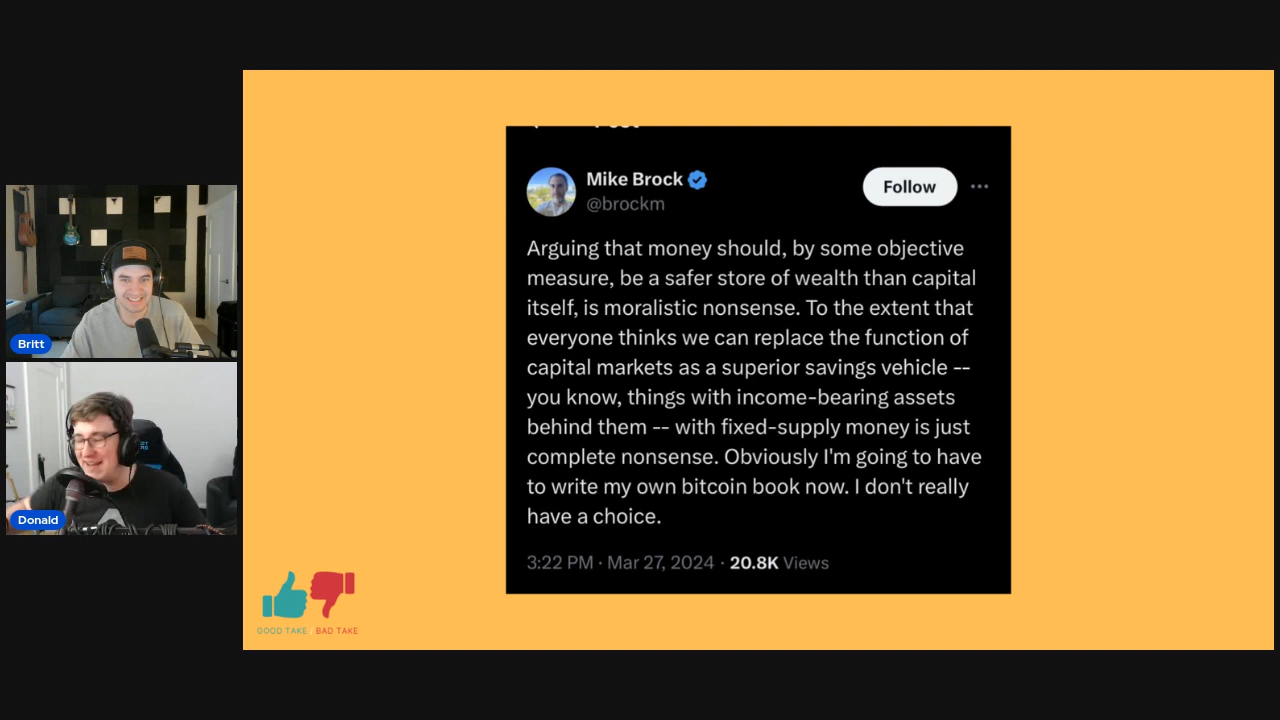 Mike Brock
@brockm
Follow
Arguing that money should, by some objective
measure, be a safer store of wealth than capital
itself, is moralistic nonsense. To the extent that
everyone thinks we can replace the function of
capital markets as a superior savings vehicle --
you know, things with income-bearing assets
behind them -- with fixed-supply money is just
complete nonsense. Obviously I'm going to have
to write my own bitcoin book now. I don't really
have a choice.
3:22 PM · Mar 27, 2024 · 20.8K Views
Britt
Donald
GOOD TAKE / BAD TAKE